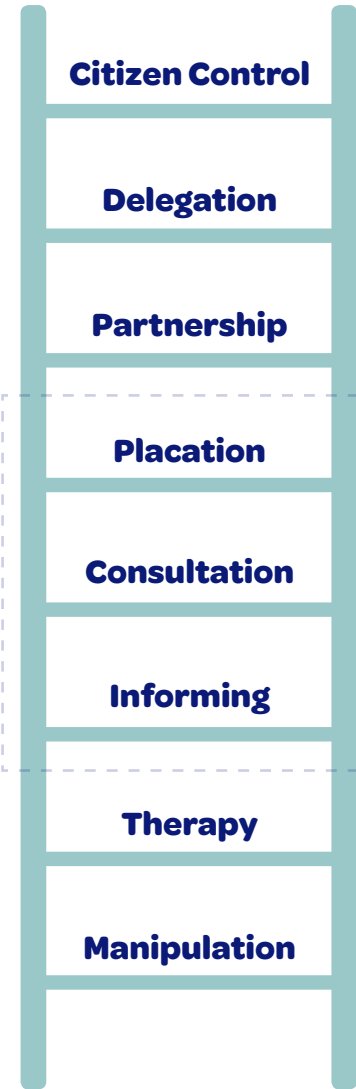 Citizen Control
Delegation
Partnership
Placation
Consultation
Informing
Therapy
Manipulation